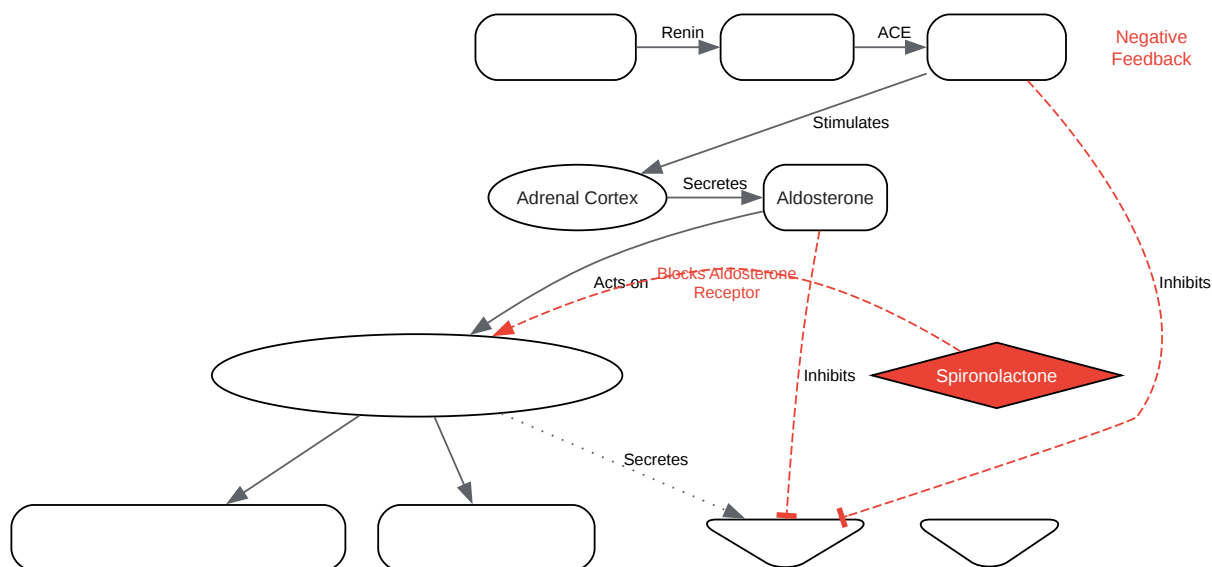 Renin
ACE
Negative
Feedback
Stimulates
Adrenal Cortex
Secretes
Aldosterone
Acts on
Blocks Aldosterone
Receptor
Inhibits
Inhibits
Spironolactone
Secretes